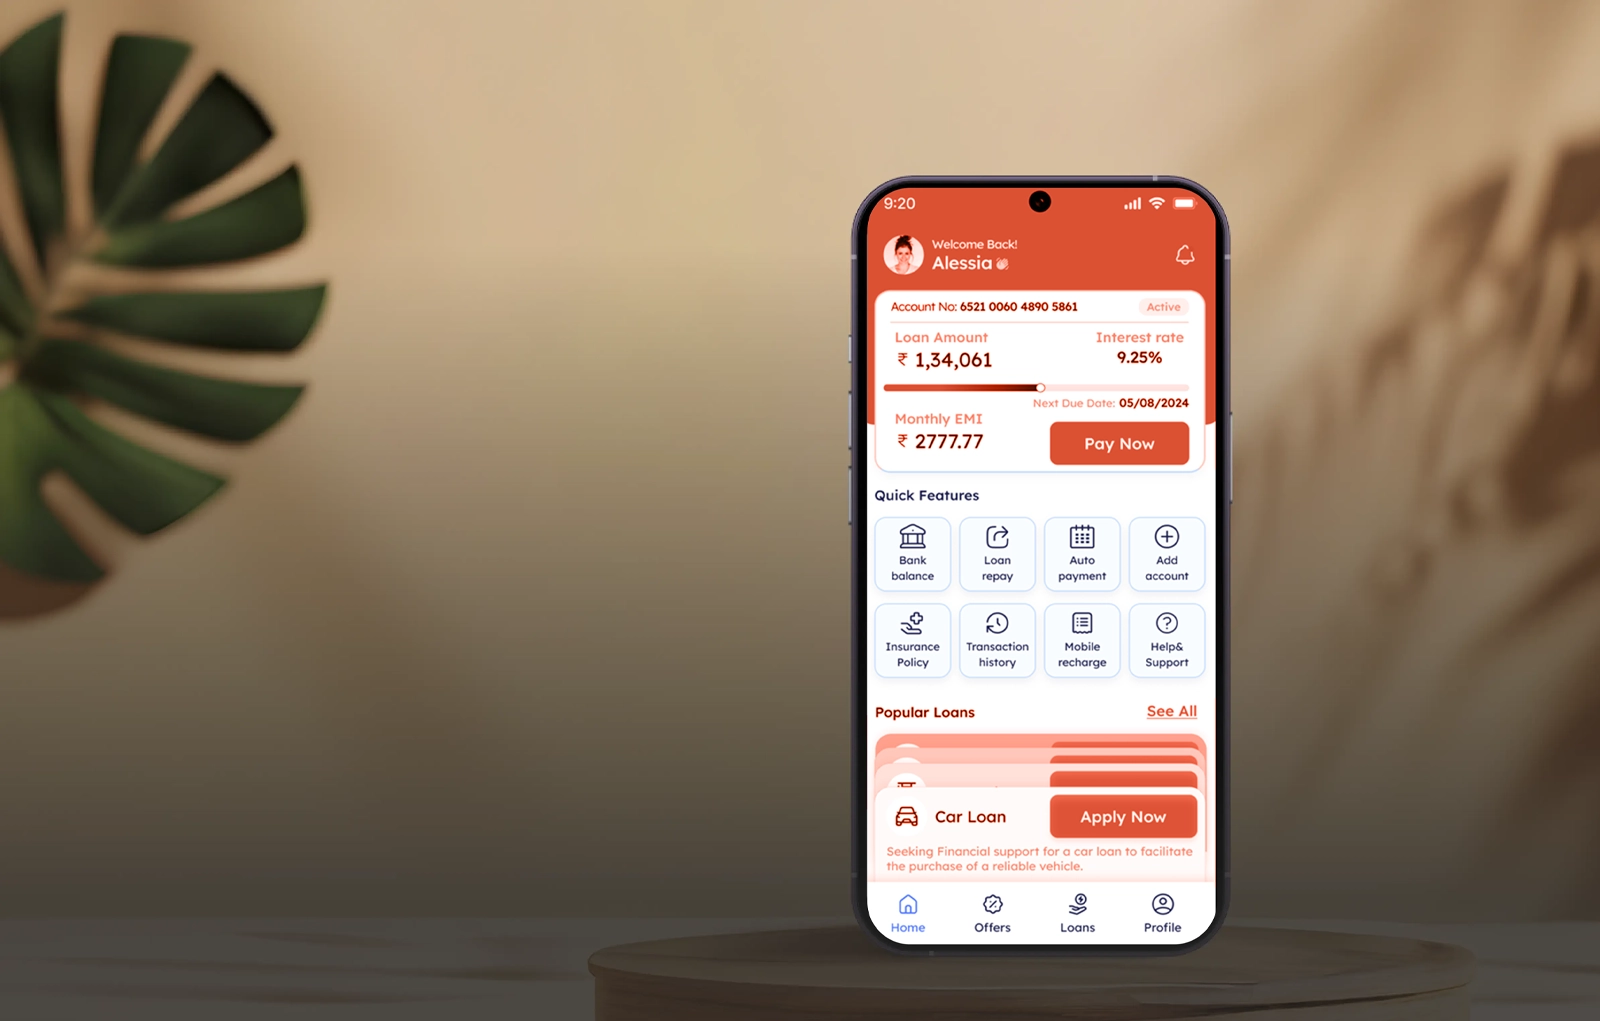 9:20
Welcome Back!
Alessia
Account No: 6521 0060 4890 5861
Active
Loan Amount
₹ 1,34,061
Interest rate
9.25%
Next Due Date: 05/08/2024
Monthly EMI
₹ 2777.77
Pay Now
Quick Features
Bank
balance
Loan
repay
Auto
payment
Add
account
Insurance
Policy
Transaction
history
Mobile
recharge
Help&
Support
Popular Loans
See All
Car Loan
Apply Now
Seeking Financial support for a car loan to facilitate
the purchase of a reliable vehicle.
Home
Offers
Loans
Profile